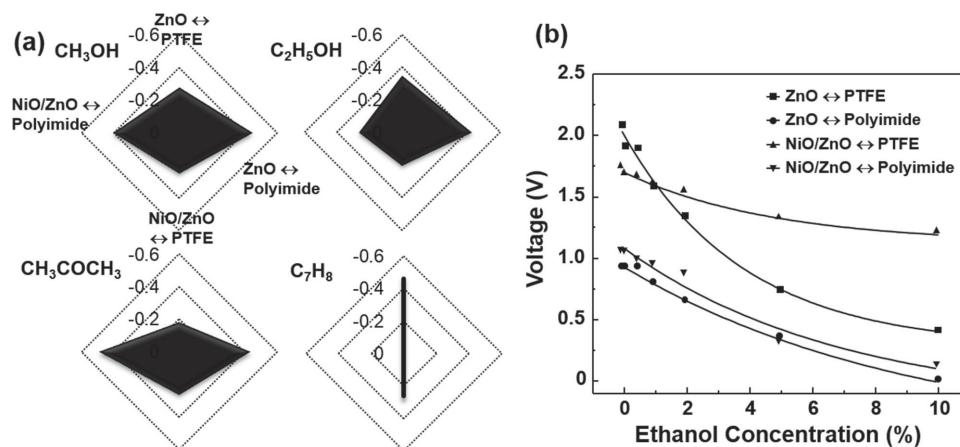 (a)
ZnO ↔
PTFE
CH₃OH
-0.6
-0.4
-0.2
0
NiO/ZnO ↔
Polyimide
ZnO ↔
Polyimide
NiO/ZnO
↔ PTFE
C₂H₅OH
-0.6
-0.4
-0.2
0
CH₃COCH₃
-0.6
-0.4
-0.2
0
C₇H₈
-0.6
-0.4
-0.2
0
(b)
Voltage (V)
2.5
2.0
1.5
1.0
0.5
0
ZnO ↔ PTFE
ZnO ↔ Polyimide
NiO/ZnO ↔ PTFE
NiO/ZnO ↔ Polyimide
0 2 4 6 8 10
Ethanol Concentration (%)